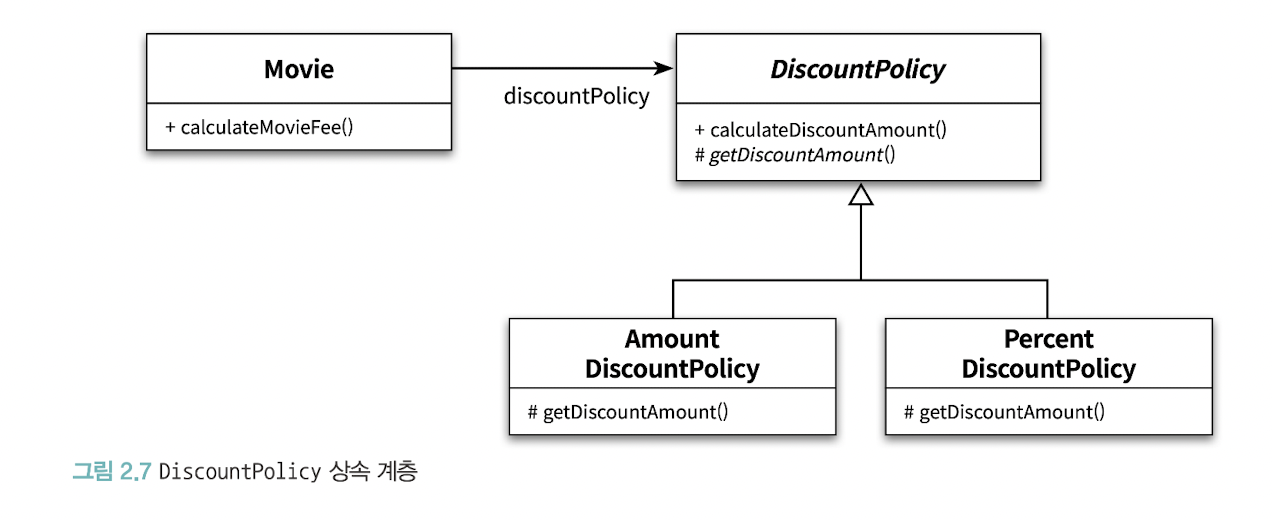 Movie
+ calculateMovieFee()
discountPolicy
DiscountPolicy
+ calculateDiscountAmount()
# getDiscountAmount()
Amount
DiscountPolicy
# getDiscountAmount()
Percent
DiscountPolicy
# getDiscountAmount()
그림 2.7 DiscountPolicy 상속 계층